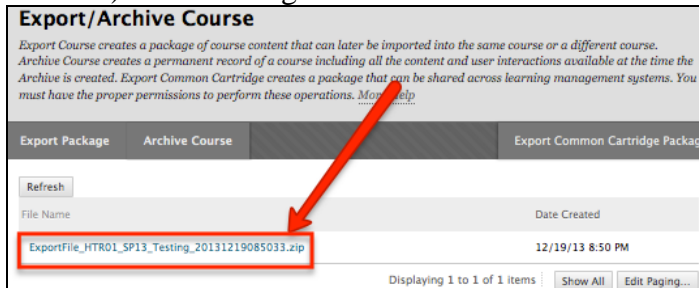 Export/Archive Course
Export Course creates a package of course content that can later be imported into the same course or a different course.
Archive Course creates a permanent record of a course including all the content and user interactions available at the time the
Archive is created. Export Common Cartridge creates a package that can be shared across learning management systems. You
must have the proper permissions to perform these operations. More Help
Export Package Archive Course Export Common Cartridge Packag
Refresh
File Name Date Created
ExportFile_HTR01_SP13_Testing_20131219085033.zip 12/19/13 8:50 PM
Displaying 1 to 1 of 1 items Show All Edit Paging...